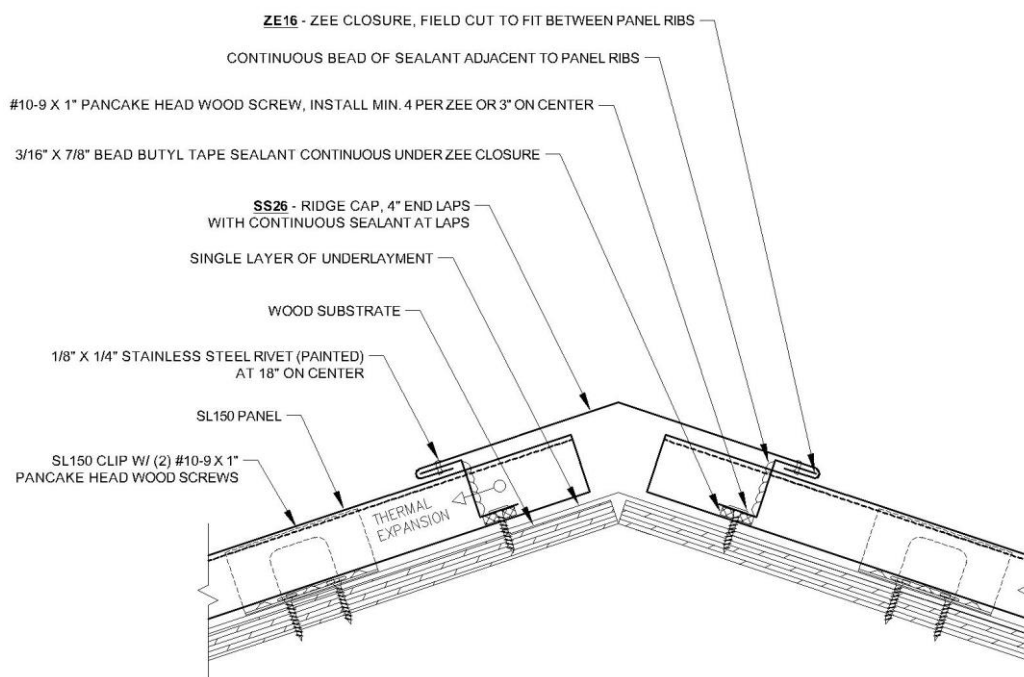 ZE16 - ZEE CLOSURE, FIELD CUT TO FIT BETWEEN PANEL RIBS
CONTINUOUS BEAD OF SEALANT ADJACENT TO PANEL RIBS
#10-9 X 1" PANCAKE HEAD WOOD SCREW, INSTALL MIN. 4 PER ZEE OR 3" ON CENTER
3/16" X 7/8" BEAD BUTYL TAPE SEALANT CONTINUOUS UNDER ZEE CLOSURE
SS26 - RIDGE CAP, 4" END LAPS
WITH CONTINUOUS SEALANT AT LAPS
SINGLE LAYER OF UNDERLAYMENT
WOOD SUBSTRATE
1/8" X 1/4" STAINLESS STEEL RIVET (PAINTED)
AT 18" ON CENTER
SL150 PANEL
SL150 CLIP W/ (2) #10-9 X 1"
PANCAKE HEAD WOOD SCREWS
THERMAL
EXPANSION